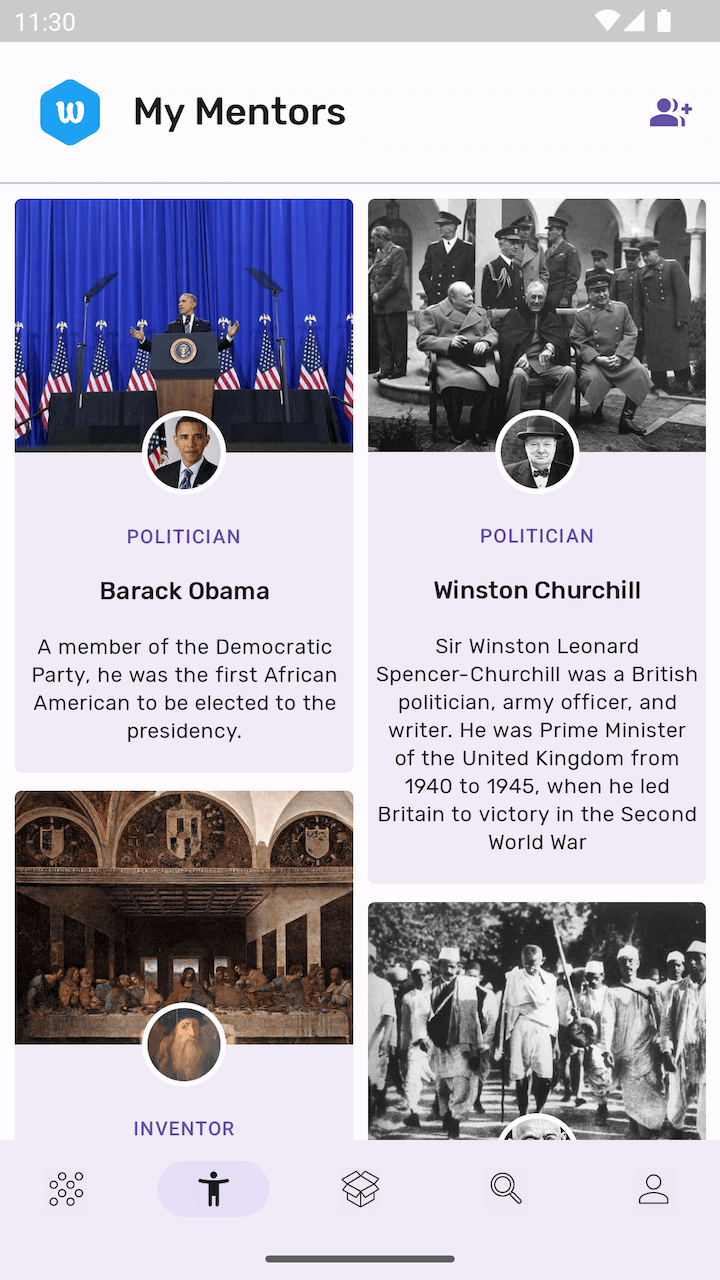 11:30
w
My Mentors
POLITICIAN
Barack Obama
A member of the Democratic
Party, he was the first African
American to be elected to the
presidency.
POLITICIAN
Winston Churchill
Sir Winston Leonard
Spencer-Churchill was a British
politician, army officer, and
writer. He was Prime Minister
of the United Kingdom from
1940 to 1945, when he led
Britain to victory in the Second
World War
INVENTOR